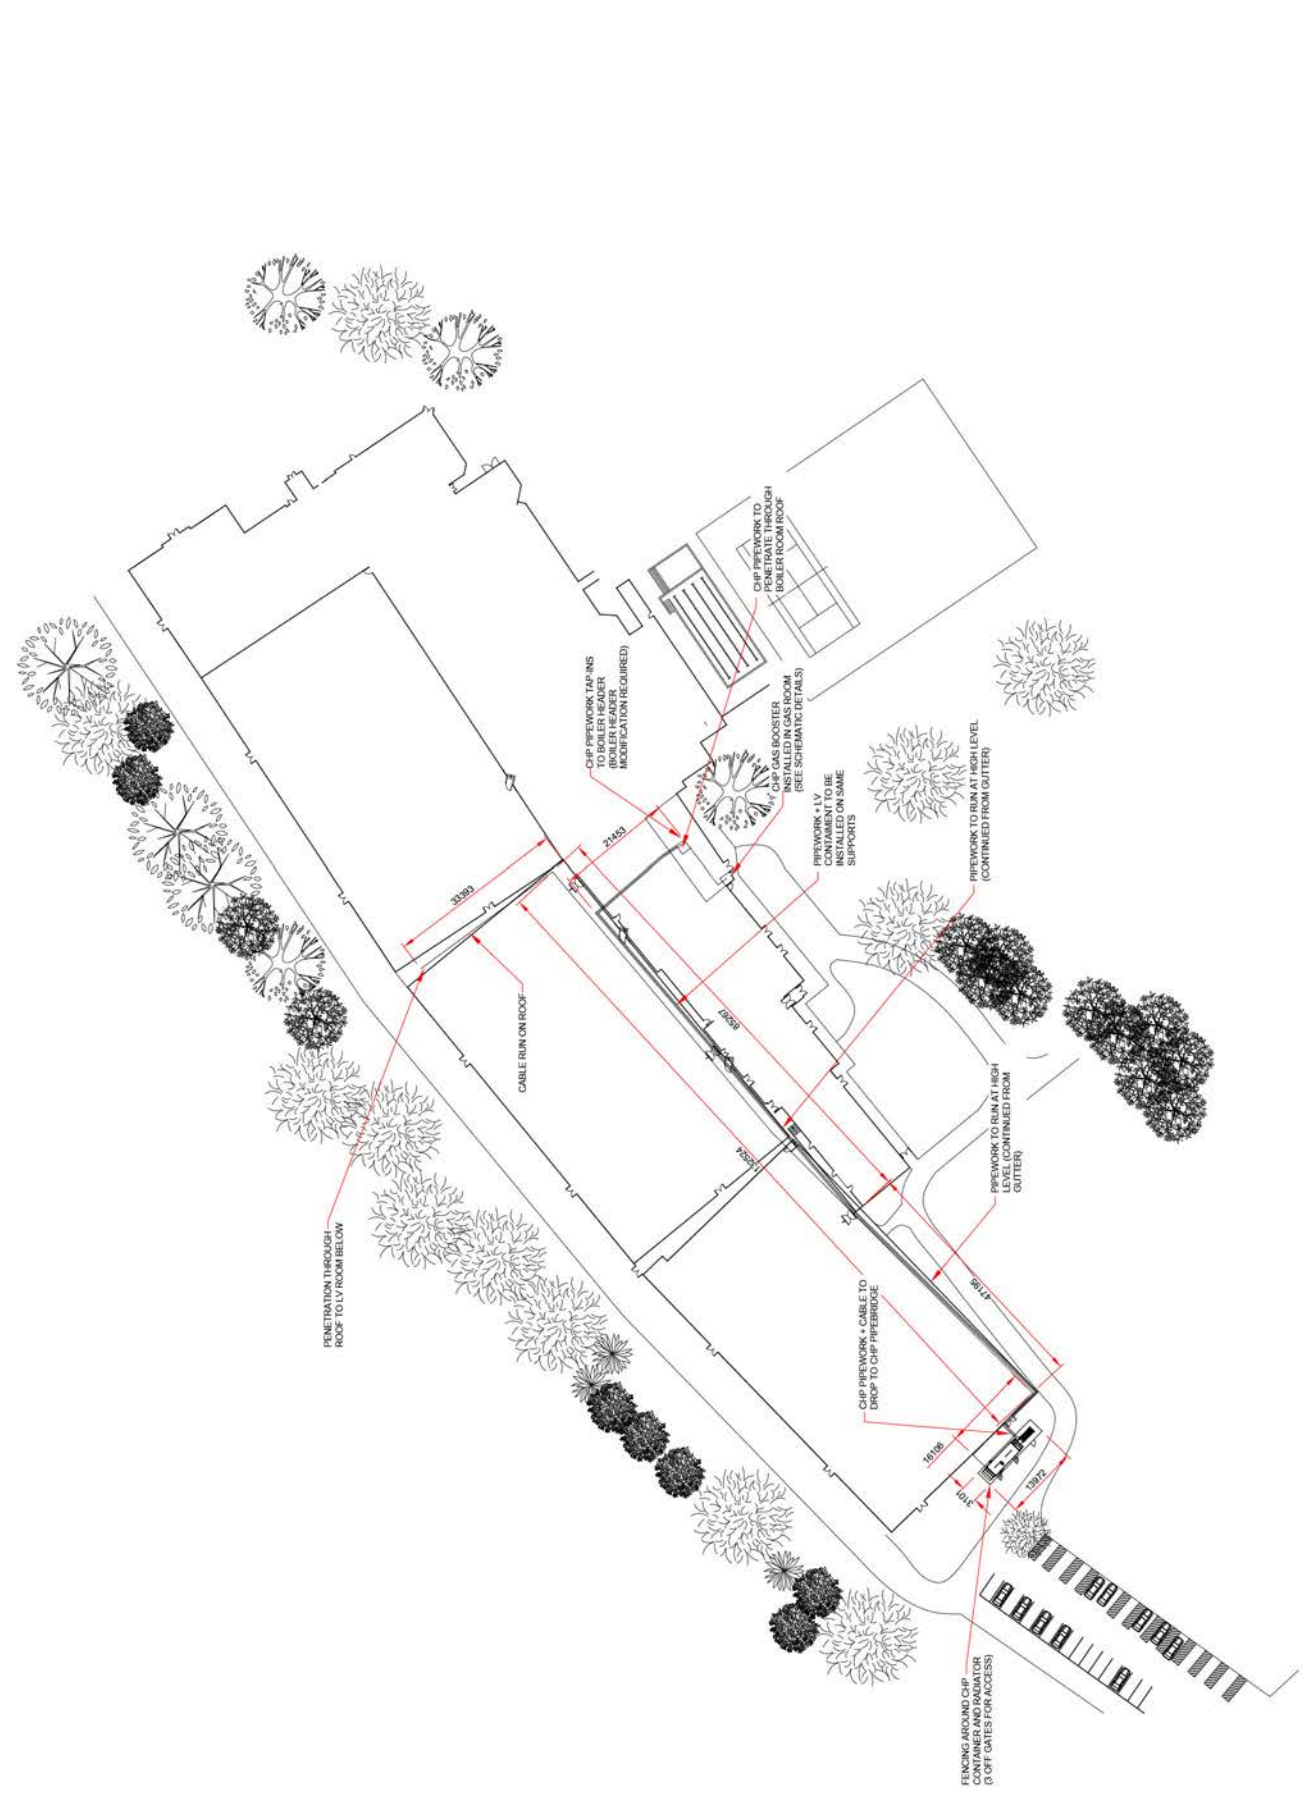 CHP PIPEWORK TO
PENETRATE THROUGH
BOILER ROOM ROOF
CHP PIPEWORK TAP-INS
TO BOILER HEADER
(BOILER HEADER
MODIFICATION REQUIRED)
CHP GAS BOOSTER
INSTALLED IN GAS ROOM
(SEE SCHEMATIC DETAILS)
PIPEWORK + LV
CONTAIMENT TO BE
INSTALLED ON SAME
SUPPORTS
PIPEWORK TO RUN AT HIGH LEVEL
(CONTINUED FROM GUTTER)
21453
33393
CABLE RUN ON ROOF
85267
132524
PENETRATION THROUGH
ROOF TO LV ROOM BELOW
PIPEWORK TO RUN AT HIGH
LEVEL (CONTINUED FROM
GUTTER)
47195
CHP PIPEWORK + CABLE TO
DROP TO CHP PIPEBRIDGE
16106
3101
13972
FENCING AROUND CHP
CONTAINER AND RADIATOR
(3 OFF GATES FOR ACCESS)